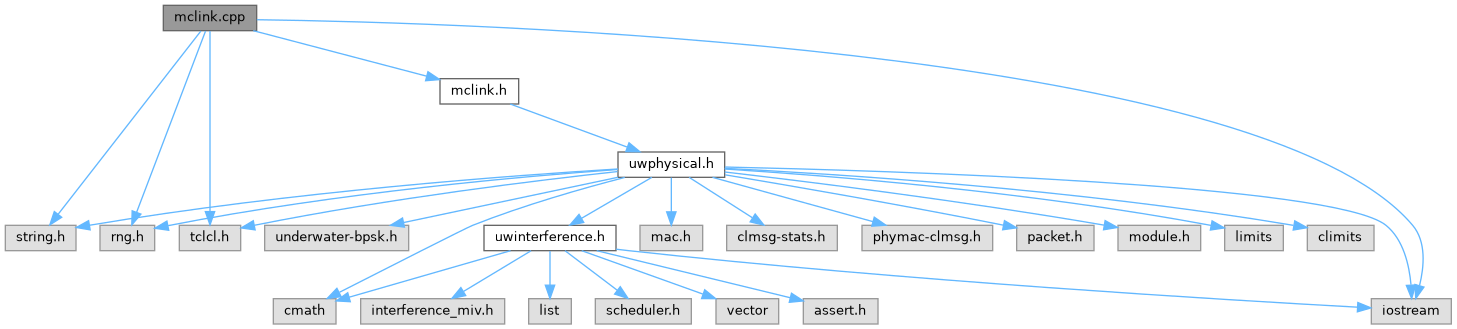 mclink.cpp
mclink.h
uwphysical.h
string.h
rng.h
tclcl.h
underwater-bpsk.h
uwinterference.h
mac.h
clmsg-stats.h
phymac-clmsg.h
packet.h
module.h
limits
climits
cmath
interference_miv.h
list
scheduler.h
vector
assert.h
iostream